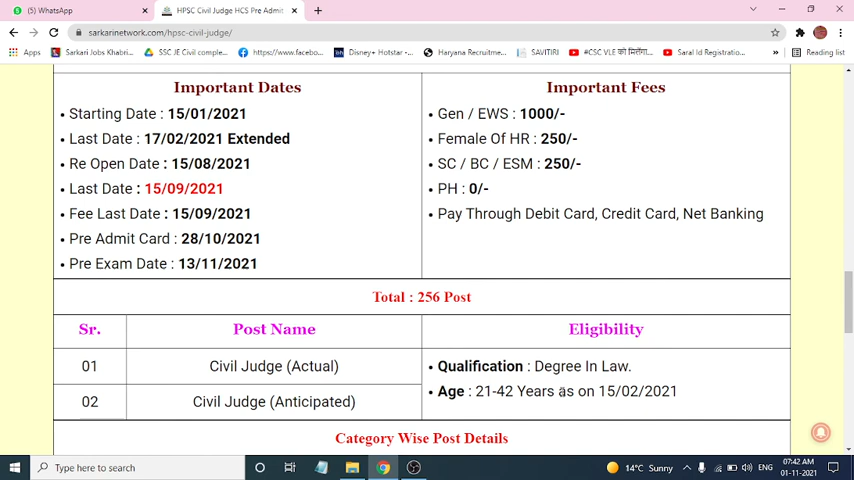 (5) WhatsApp
HPSC Civil Judge HCS Pre Admit
sarkarinetwork.com/hpsc-civil-judge/
Apps
Sarkari Jobs Khabri...
SSC JE Civil comple...
https://www.facebo...
Disney+ Hotstar -...
Haryana Recruitme...
SAVITIRI
Saral Id Registratio...
Reading list
Important Dates
Starting Date : 15/01/2021
Last Date : 17/02/2021 Extended
Re Open Date : 15/08/2021
Last Date : 15/09/2021
Fee Last Date : 15/09/2021
Pre Admit Card : 28/10/2021
Pre Exam Date : 13/11/2021
Important Fees
Gen / EWS : 1000/-
Female Of HR : 250/-
SC / BC / ESM : 250/-
PH : 0/-
Pay Through Debit Card, Credit Card, Net Banking
Total : 256 Post
Sr. Post Name Eligibility
01 Civil Judge (Actual)
02 Civil Judge (Anticipated)
Qualification : Degree In Law.
Age : 21-42 Years as on 15/02/2021
Category Wise Post Details
Type here to search
14°C Sunny
ENG
07:42 AM
01-11-2021